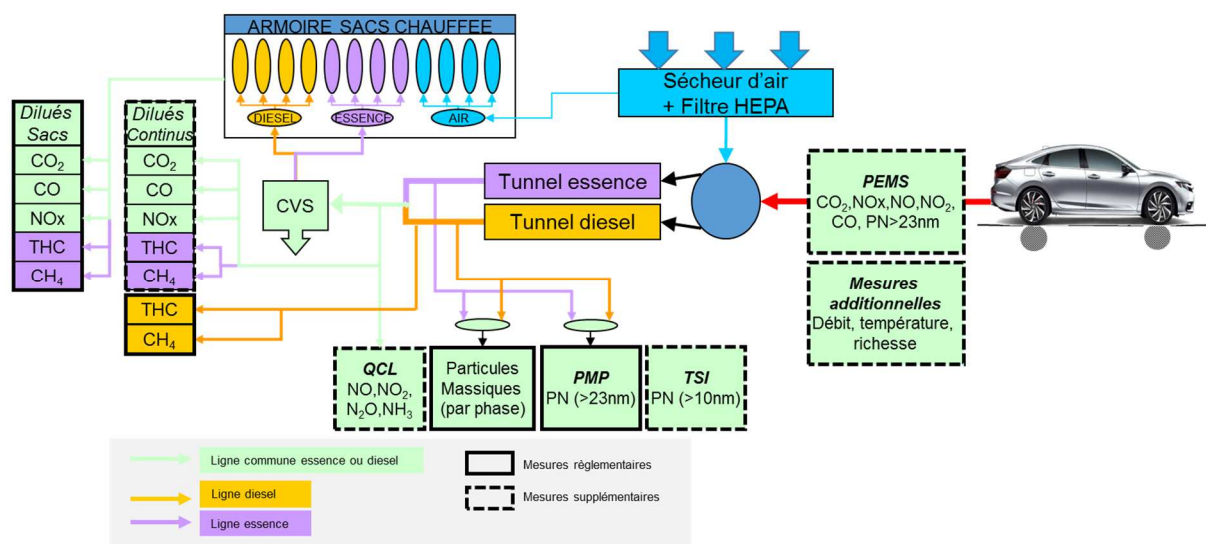 ARMOIRE SACS CHAUFFEE
DIESEL
ESSENCE
AIR
Sécheur d'air
+ Filtre HEPA
Dilués
Sacs
CO₂
CO
NOx
THC
CH₄
Dilués
Continus
CO₂
CO
NOx
THC
CH₄
THC
CH₄
CVS
Tunnel essence
Tunnel diesel
PEMS
CO₂,NOx,NO,NO₂,
CO, PN>23nm
Mesures
additionnelles
Débit, température,
richesse
QCL
NO,NO₂,
N₂O,NH₃
Particules
Massiques
(par phase)
PMP
PN (>23nm)
TSI
PN (>10nm)
Ligne commune essence ou diesel
Ligne diesel
Ligne essence
Mesures règlementaires
Mesures supplémentaires